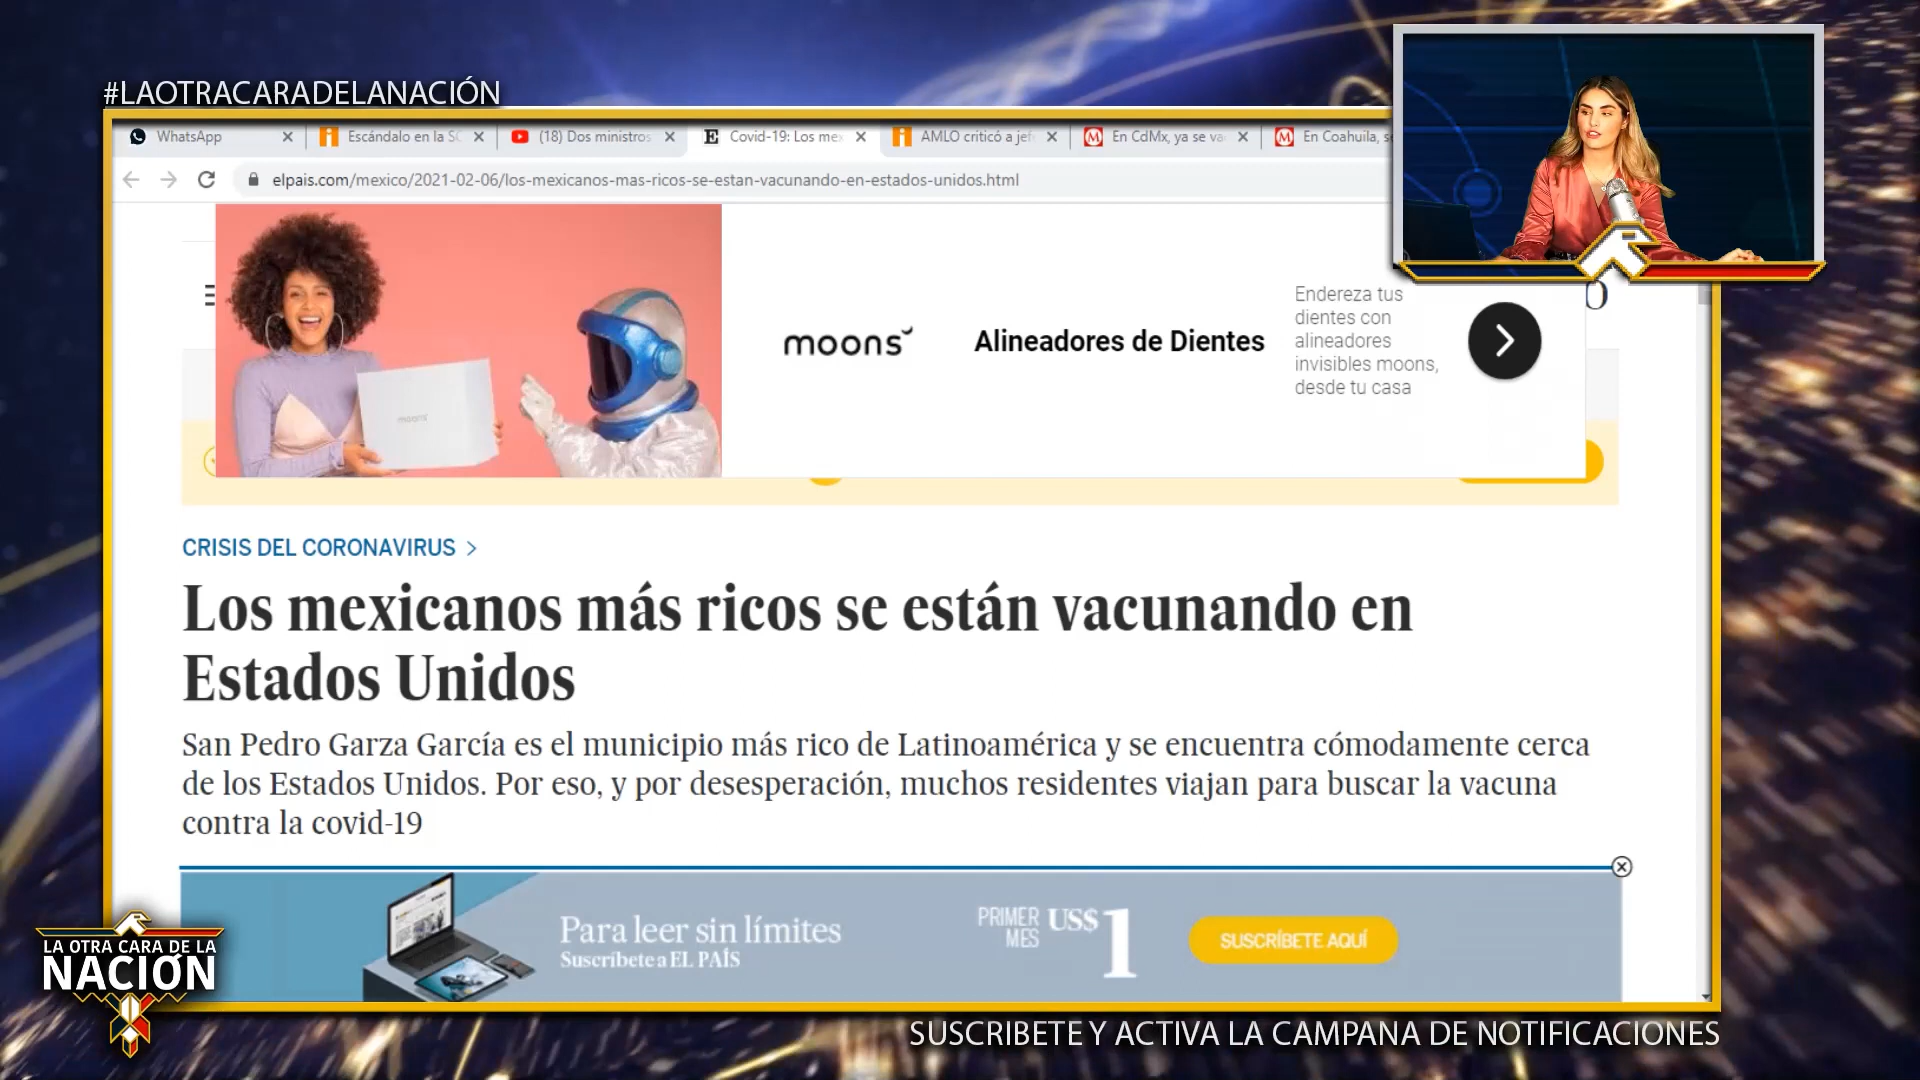 #LAOTRACARADELANACIÓN
WhatsApp
Escándalo en la SC
(18) Dos ministros
Covid-19: Los mex
AMLO criticó a jef
En CdMx, ya se va
En Coahuila, se
elpais.com/mexico/2021-02-06/los-mexicanos-mas-ricos-se-estan-vacunando-en-estados-unidos.html
moons
moons
Alineadores de Dientes
Endereza tus
dientes con
alineadores
invisibles moons,
desde tu casa
CRISIS DEL CORONAVIRUS >
Los mexicanos más ricos se están vacunando en
Estados Unidos
San Pedro Garza García es el municipio más rico de Latinoamérica y se encuentra cómodamente cerca
de los Estados Unidos. Por eso, y por desesperación, muchos residentes viajan para buscar la vacuna
contra la covid-19
Para leer sin límites
Suscríbete a EL PAÍS
PRIMER
MES
US$ 1
SUSCRÍBETE AQUÍ
LA OTRA CARA DE LA
NACIÓN
SUSCRIBETE Y ACTIVA LA CAMPANA DE NOTIFICACIONES